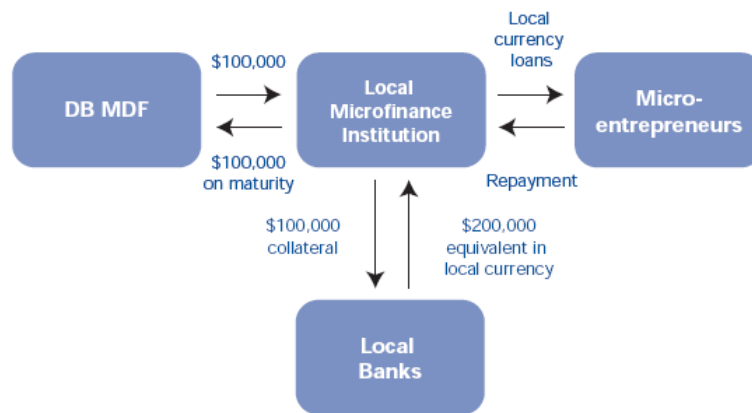 $100,000
DB MDF
$100,000
on maturity
Local
Microfinance
Institution
Local
currency
loans
Repayment
Micro-
entrepreneurs
$100,000
collateral
$200,000
equivalent in
local currency
Local
Banks